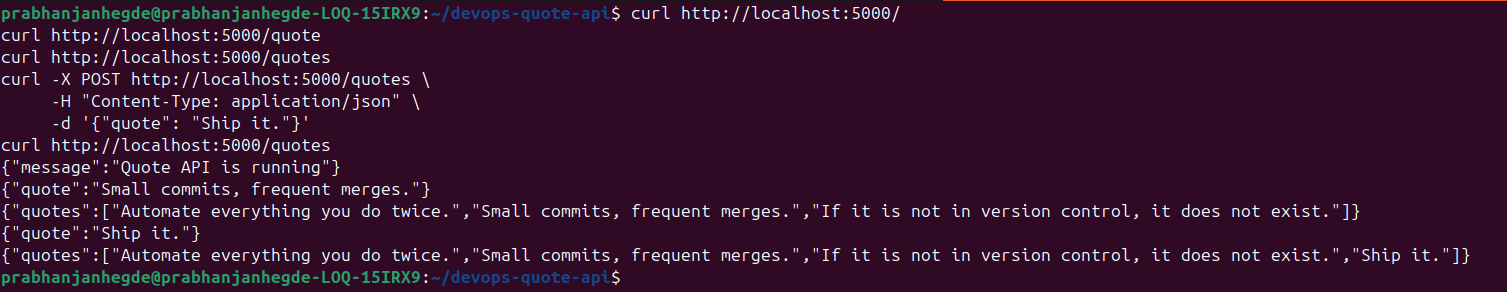 prabhanjanhegde@prabhanjanhegde-LOQ-15IRX9:~/devops-quote-api$ curl http://localhost:5000/
curl http://localhost:5000/quote
curl http://localhost:5000/quotes
curl -X POST http://localhost:5000/quotes \
     -H "Content-Type: application/json" \
     -d '{"quote": "Ship it."}'
curl http://localhost:5000/quotes
{"message":"Quote API is running"}
{"quote":"Small commits, frequent merges."}
{"quotes":["Automate everything you do twice.","Small commits, frequent merges.","If it is not in version control, it does not exist."]}
{"quote":"Ship it."}
{"quotes":["Automate everything you do twice.","Small commits, frequent merges.","If it is not in version control, it does not exist.","Ship it."]}
prabhanjanhegde@prabhanjanhegde-LOQ-15IRX9:~/devops-quote-api$